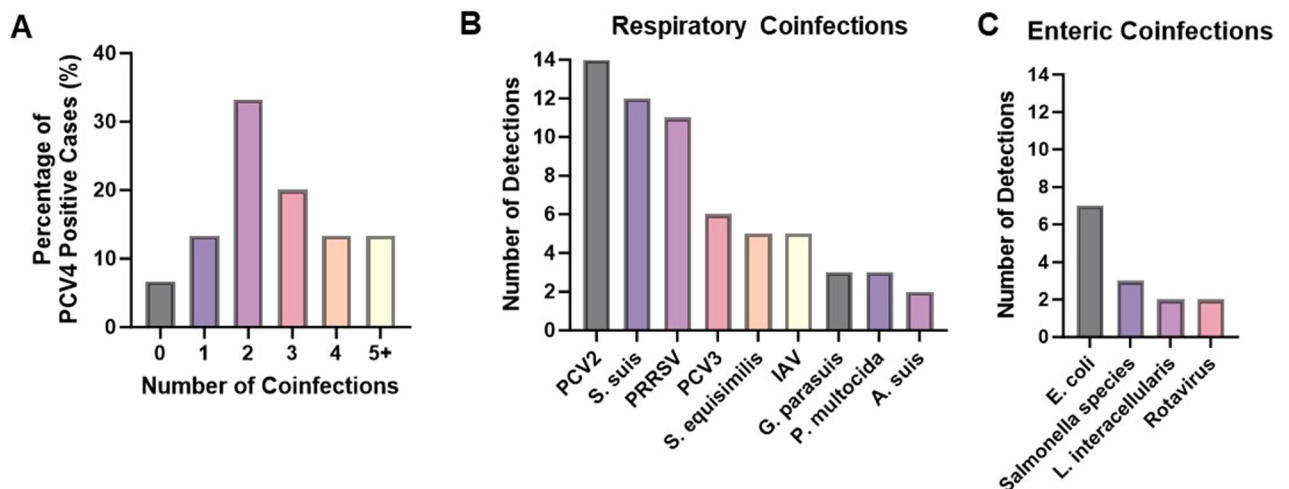 A
Percentage of
PCV4 Positive Cases (%)
40
30
20
10
0
0 1 2 3 4 5+
Number of Coinfections
B
Respiratory Coinfections
Number of Detections
14
12
10
8
6
4
2
0
PCV2
S. suis
PRRSV
PCV3
S. equisimilis
IAV
G. parasuis
P. multocida
A. suis
C
Enteric Coinfections
Number of Detections
14
12
10
8
6
4
2
0
E. coli
Salmonella species
L. interacellularis
Rotavirus